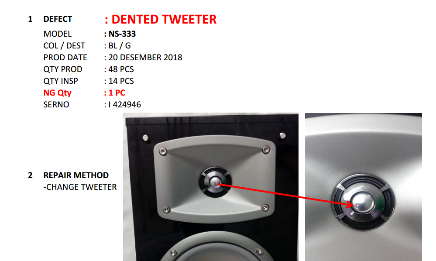 1 DEFECT : DENTED TWEETER
MODEL : NS-333
COL / DEST : BL / G
PROD DATE : 20 DESEMBER 2018
QTY PROD : 48 PCS
QTY INSP : 14 PCS
NG Qty : 1 PC
SERNO : I 424946
2 REPAIR METHOD
-CHANGE TWEETER